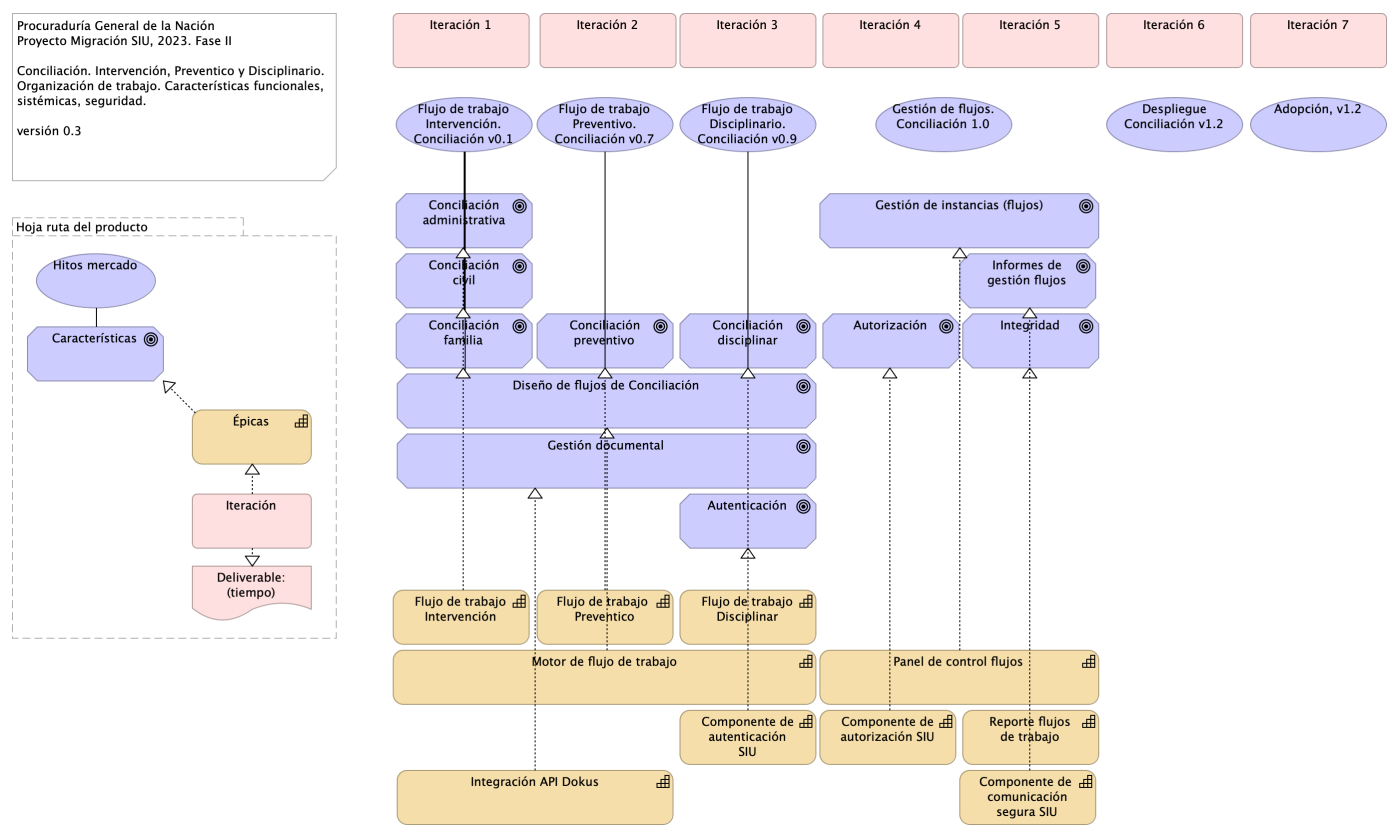 Procuraduría General de la Nación
Proyecto Migración SIU, 2023. Fase II
Conciliación. Intervención, Preventico y Disciplinario.
Organización de trabajo. Características funcionales,
sistémicas, seguridad.
versión 0.3
Hoja ruta del producto
Hitos mercado
Características
Épicas
Iteración
Deliverable:
(tiempo)
Iteración 1
Iteración 2
Iteración 3
Iteración 4
Iteración 5
Iteración 6
Iteración 7
Flujo de trabajo
Intervención.
Conciliación v0.1
Flujo de trabajo
Preventivo.
Conciliación v0.7
Flujo de trabajo
Disciplinario.
Conciliación v0.9
Gestión de flujos.
Conciliación 1.0
Despliegue
Conciliación v1.2
Adopción, v1.2
Conciliación
administrativa
Gestión de instancias (flujos)
Conciliación
civil
Informes de
gestión flujos
Conciliación
familia
Conciliación
preventivo
Conciliación
disciplinar
Autorización
Integridad
Diseño de flujos de Conciliación
Gestión documental
Autenticación
Flujo de trabajo
Intervención
Flujo de trabajo
Preventico
Flujo de trabajo
Disciplinar
Motor de flujo de trabajo
Panel de control flujos
Componente de
autenticación
SIU
Componente de
autorización SIU
Reporte flujos
de trabajo
Integración API Dokus
Componente de
comunicación
segura SIU